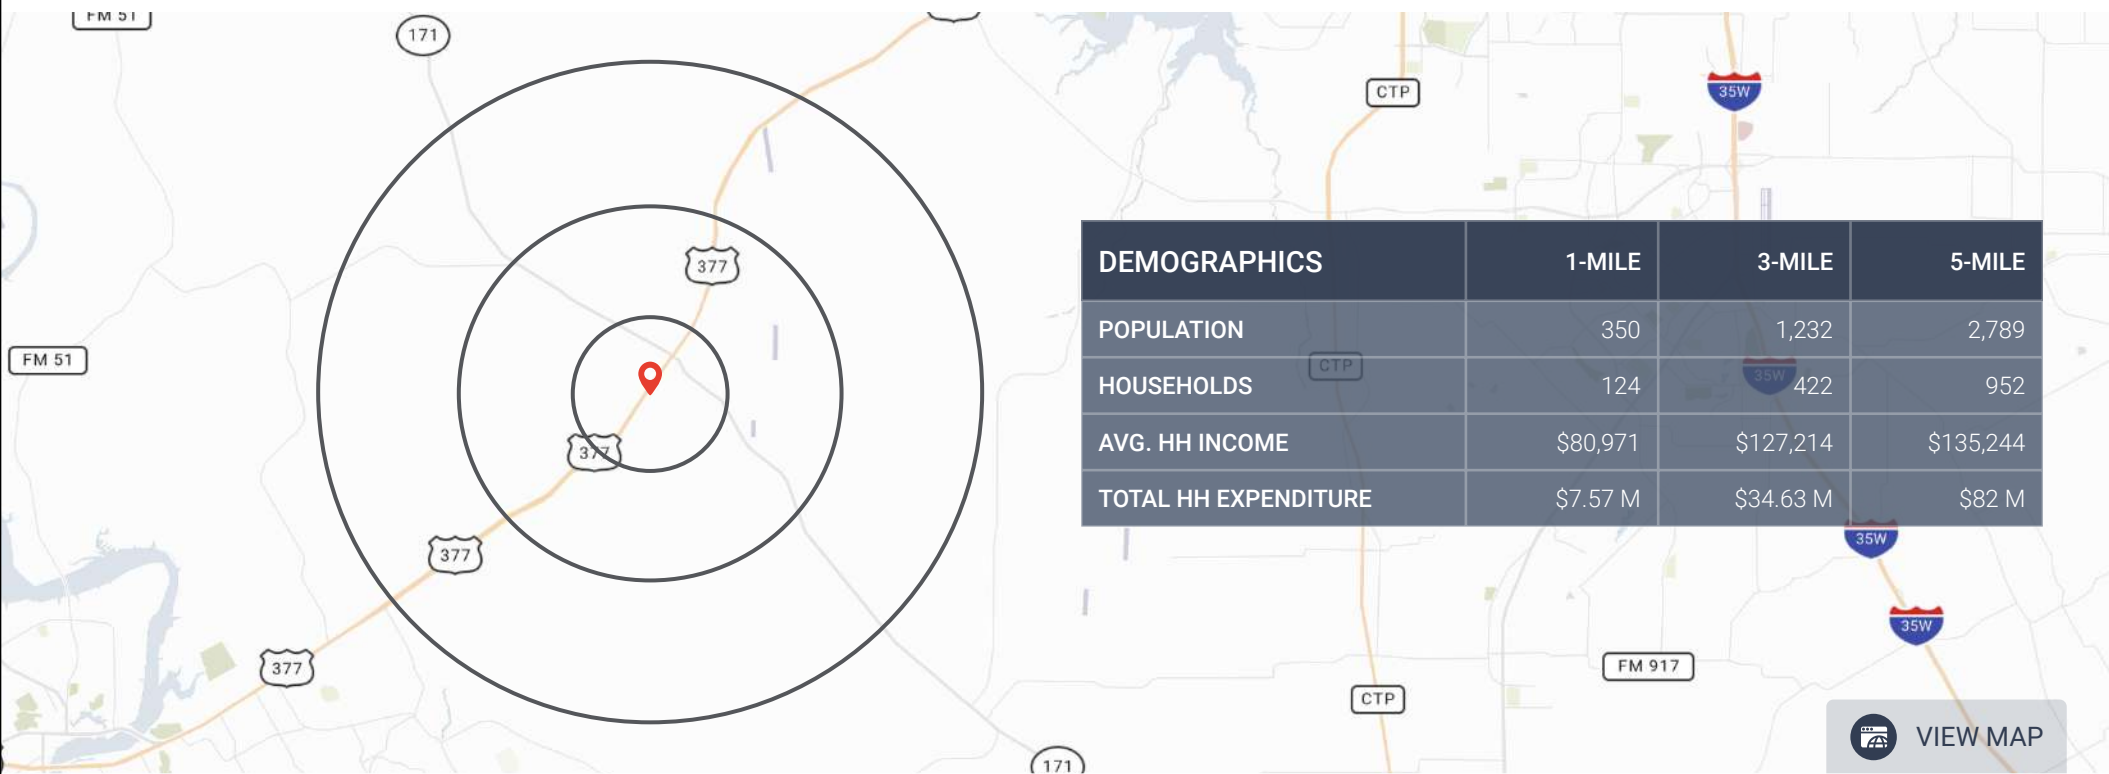 FM 51
171
CTP
35W
377
DEMOGRAPHICS 1-MILE 3-MILE 5-MILE
POPULATION 350 1,232 2,789
FM 51
CTP
35W
HOUSEHOLDS 124 422 952
AVG. HH INCOME $80,971 $127,214 $135,244
377
TOTAL HH EXPENDITURE $7.57 M $34.63 M $82 M
35W
377
35W
377
FM 917
CTP
VIEW MAP
171